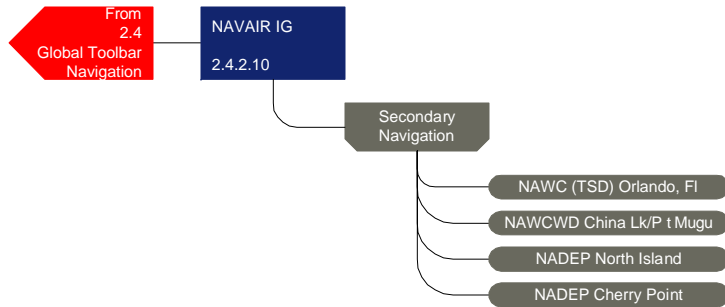 From
2.4
Global Toolbar
Navigation
NAVAIR IG
2.4.2.10
Secondary
Navigation
NAWC (TSD) Orlando, Fl
NAWCWD China Lk/P t Mugu
NADEP North Island
NADEP Cherry Point